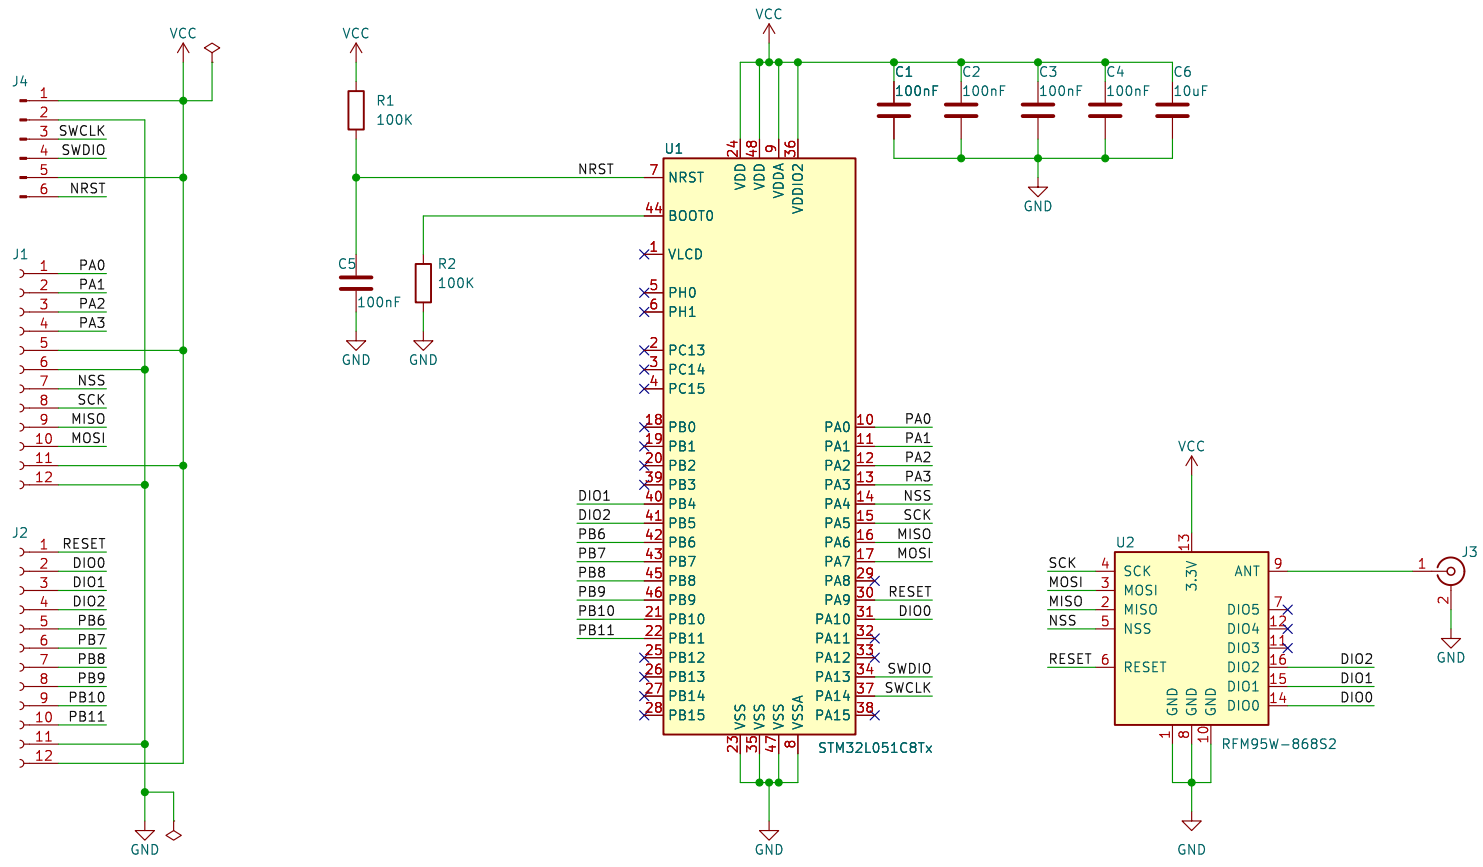 VCC
J4
1
2
3 SWCLK
4 SWDIO
5
6 NRST
J1
1 PA0
2 PA1
3 PA2
4 PA3
5
6
7 NSS
8 SCK
9 MISO
10 MOSI
11
12
J2
1 RESET
2 DIO0
3 DIO1
4 DIO2
5 PB6
6 PB7
7 PB8
8 PB9
9 PB10
10 PB11
11
12
GND
VCC
R1
100K
C5
100nF
GND
R2
100K
GND
VCC
C1
100nF
C2
100nF
C3
100nF
C4
100nF
C6
10uF
GND
U1
24 VDD
48 VDD
9 VDDA
36 VDDIO2
NRST 7 NRST
44 BOOT0
1 VLCD
5 PH0
6 PH1
2 PC13
3 PC14
4 PC15
18 PB0
19 PB1
20 PB2
39 PB3
DIO1 40 PB4
DIO2 41 PB5
PB6 42 PB6
PB7 43 PB7
PB8 45 PB8
PB9 46 PB9
PB10 21 PB10
PB11 22 PB11
25 PB12
26 PB13
27 PB14
28 PB15
PA0 10 PA0
PA1 11 PA1
PA2 12 PA2
PA3 13 PA3
PA4 14 NSS
PA5 15 SCK
PA6 16 MISO
PA7 17 MOSI
PA8 29
PA9 30 RESET
PA10 31 DIO0
PA11 32
PA12 33
PA13 34 SWDIO
PA14 37 SWCLK
PA15 38
VSS 23
VSS 35
VSS 47
VSSA 8
STM32L051C8Tx
GND
VCC
U2
13 3.3V
SCK 4 SCK
MOSI 3 MOSI
MISO 2 MISO
NSS 5 NSS
RESET 6 RESET
ANT 9
DIO5 7
DIO4 12
DIO3 11
DIO2 16 DIO2
DIO1 15 DIO1
DIO0 14 DIO0
GND 1
GND 8
GND 10
RFM95W-868S2
GND
J3
1
2
GND